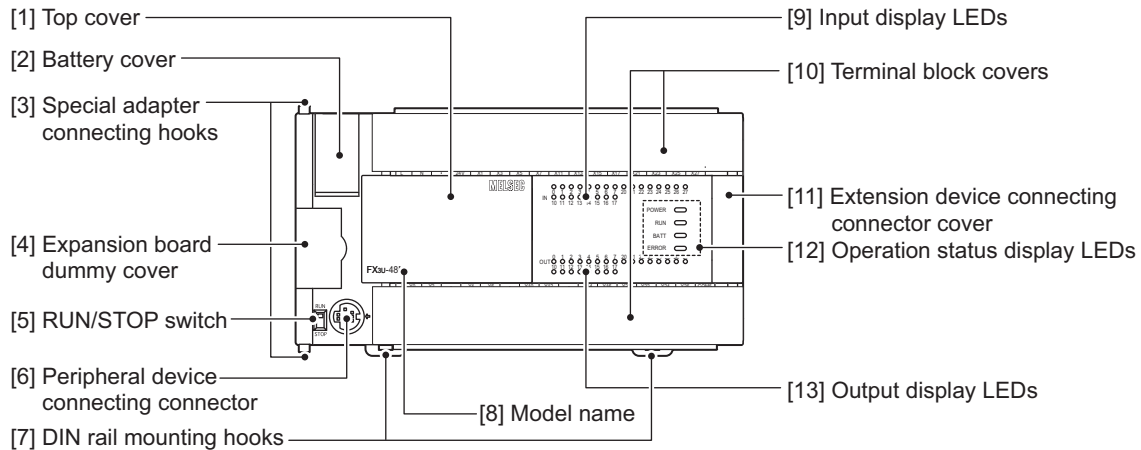 [1] Top cover
[2] Battery cover
[3] Special adapter
connecting hooks
[4] Expansion board
dummy cover
[5] RUN/STOP switch
[6] Peripheral device
connecting connector
[7] DIN rail mounting hooks
[8] Model name
[9] Input display LEDs
[10] Terminal block covers
[11] Extension device connecting
connector cover
[12] Operation status display LEDs
[13] Output display LEDs
MELSEC
IN
POWER
RUN
BATT
ERROR
OUT
FX3U-48
RUN
STOP